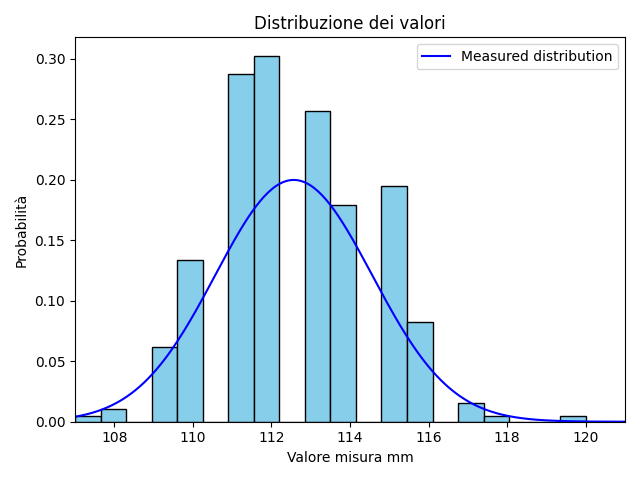 Distribuzione dei valori
Measured distribution
0.30
0.25
0.20
0.15
0.10
0.05
0.00
Probabilità
108 110 112 114 116 118 120
Valore misura mm